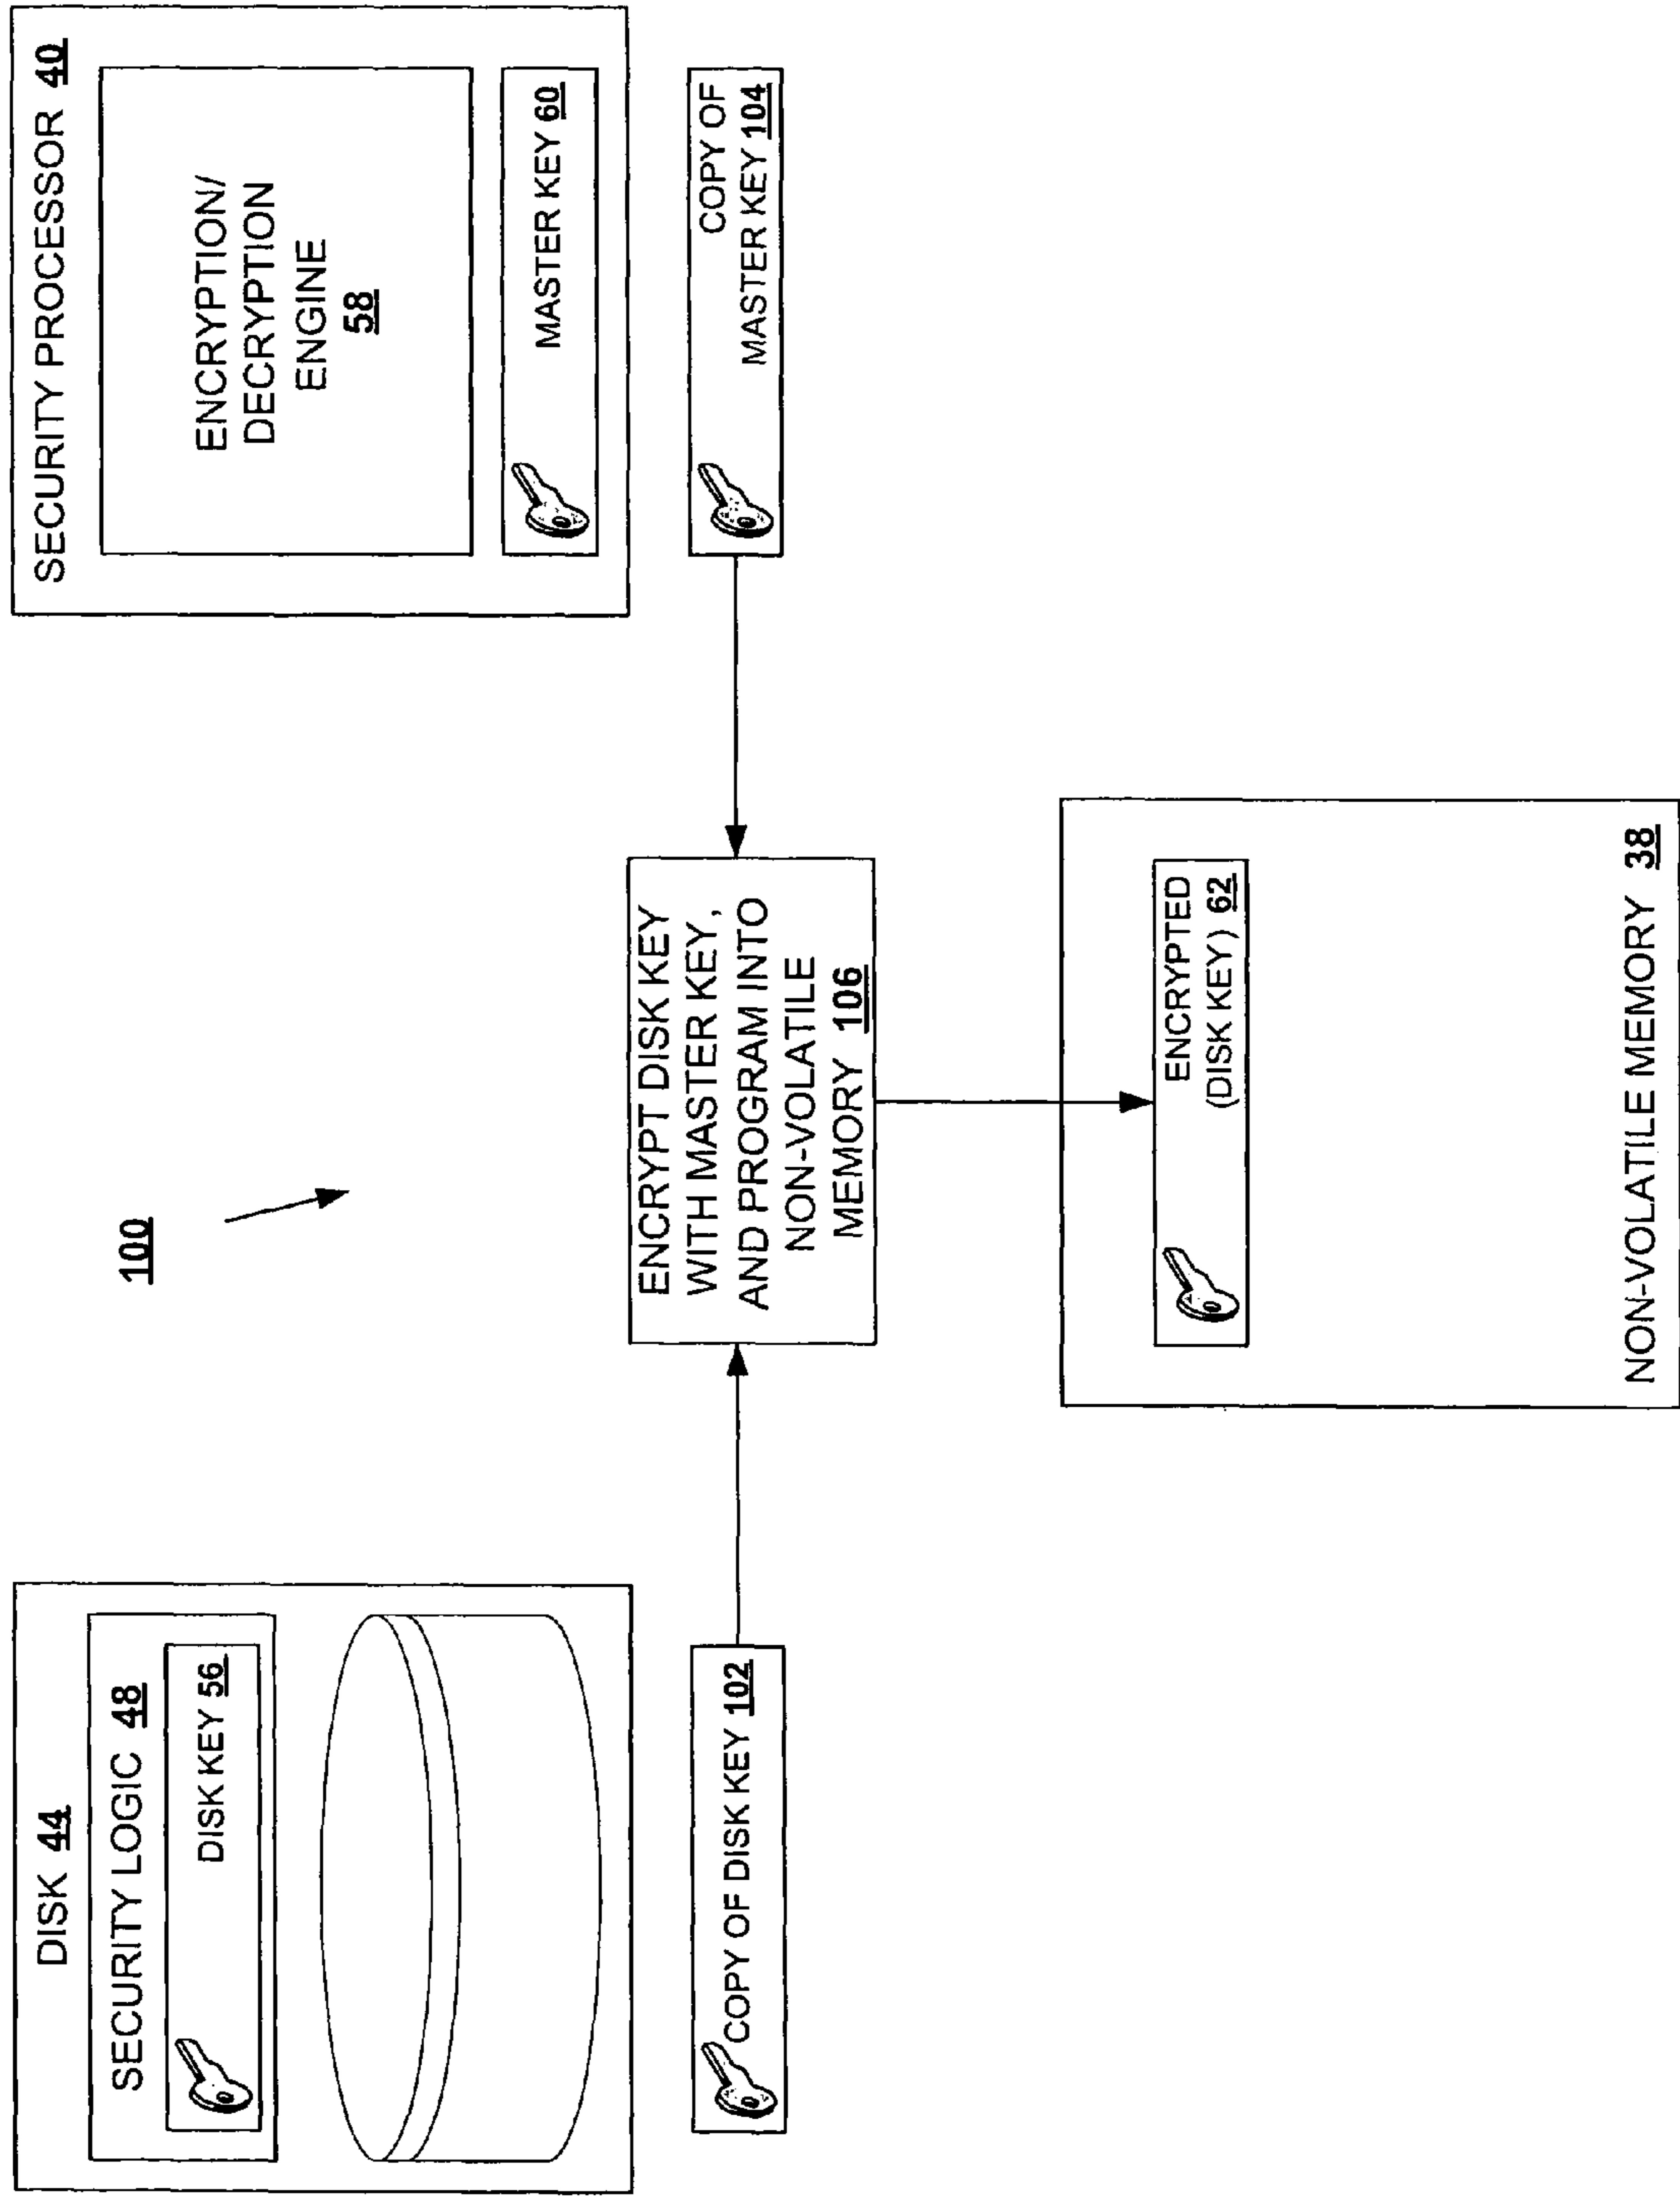 DISK 44
SECURITY LOGIC 48
DISK KEY 56
COPY OF DISK KEY 102
100
ENCRYPT DISK KEY
WITH MASTER KEY,
AND PROGRAM INTO
NON-VOLATILE
MEMORY 106
SECURITY PROCESSOR 40
ENCRYPTION/
DECRYPTION
ENGINE
58
MASTER KEY 60
COPY OF
MASTER KEY 104
ENCRYPTED
(DISK KEY) 62
NON-VOLATILE MEMORY 38